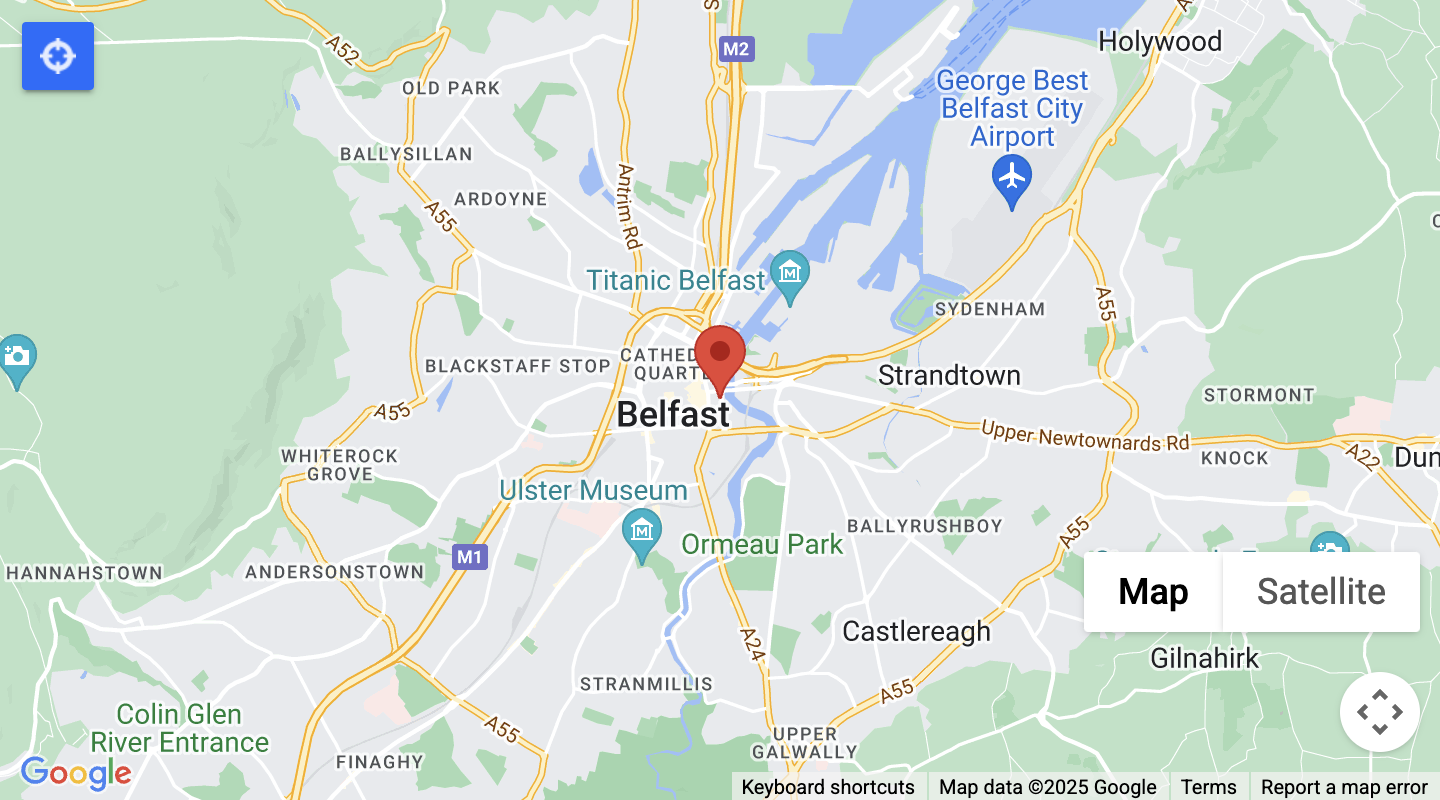 M2
Holywood
A52
George Best
Belfast City
Airport
OLD PARK
BALLYSILLAN
ARDOYNE
Antrim Rd
A55
Titanic Belfast
SYDENHAM
A55
CATHED
QUARTE
BLACKSTAFF STOP
Strandtown
STORMONT
A55
Belfast
Upper Newtownards Rd
A22
KNOCK
Dun
WHITEROCK
GROVE
Ulster Museum
BALLYRUSHBOY
A55
Ormeau Park
M1
HANNAHSTOWN
ANDERSONSTOWN
Map
Satellite
Castlereagh
A24
Gilnahirk
STRANMILLIS
A55
Colin Glen
River Entrance
A55
UPPER
GALWALLY
FINAGHY
Google
Keyboard shortcuts
Map data ©2025 Google
Terms
Report a map error